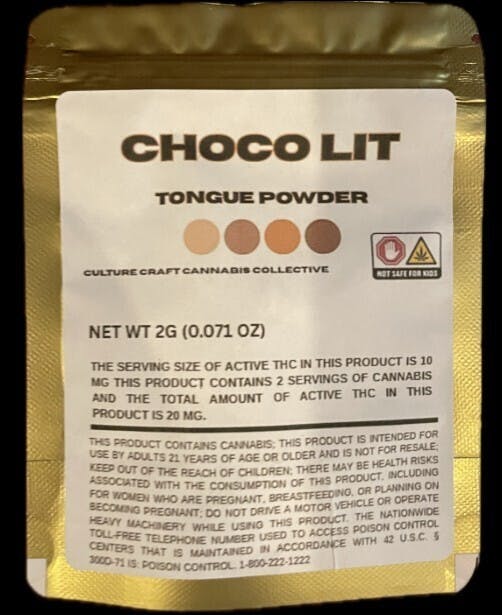 CHOCO LIT
TONGUE POWDER
CULTURE CRAFT CANNABIS COLLECTIVE
NOT SAFE FOR KIDS
NET WT 2G (0.071 OZ)
THE SERVING SIZE OF ACTIVE THC IN THIS PRODUCT IS 10
MG THIS PRODUCT CONTAINS 2 SERVINGS OF CANNABIS
AND THE TOTAL AMOUNT OF ACTIVE THC IN THIS
PRODUCT IS 20 MG.
THIS PRODUCT CONTAINS CANNABIS; THIS PRODUCT IS INTENDED FOR
USE BY ADULTS 21 YEARS OF AGE OR OLDER AND IS NOT FOR RESALE;
KEEP OUT OF THE REACH OF CHILDREN; THERE MAY BE HEALTH RISKS
ASSOCIATED WITH THE CONSUMPTION OF THIS PRODUCT, INCLUDING
FOR WOMEN WHO ARE PREGNANT, BREASTFEEDING, OR PLANNING ON
BECOMING PREGNANT; DO NOT DRIVE A MOTOR VEHICLE OR OPERATE
HEAVY MACHINERY WHILE USING THIS PRODUCT. THE NATIONWIDE
TOLL-FREE TELEPHONE NUMBER USED TO ACCESS POISON CONTROL
CENTERS THAT IS MAINTAINED IN ACCORDANCE WITH 42 U.S.C. §
300D-71 IS: POISON CONTROL. 1-800-222-1222